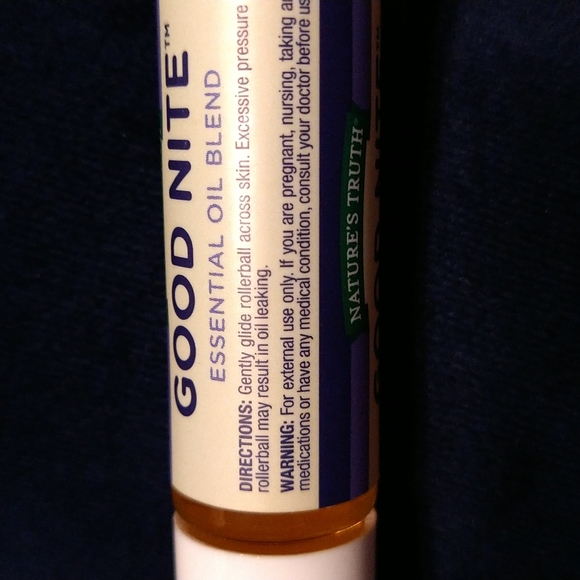 GOOD NITE™
ESSENTIAL OIL BLEND
DIRECTIONS: Gently glide rollerball across skin. Excessive pressure
rollerball may result in oil leaking.
WARNING: For external use only. If you are pregnant, nursing, taking
medications or have any medical condition, consult your doctor before
NATURE'S TRUTH®